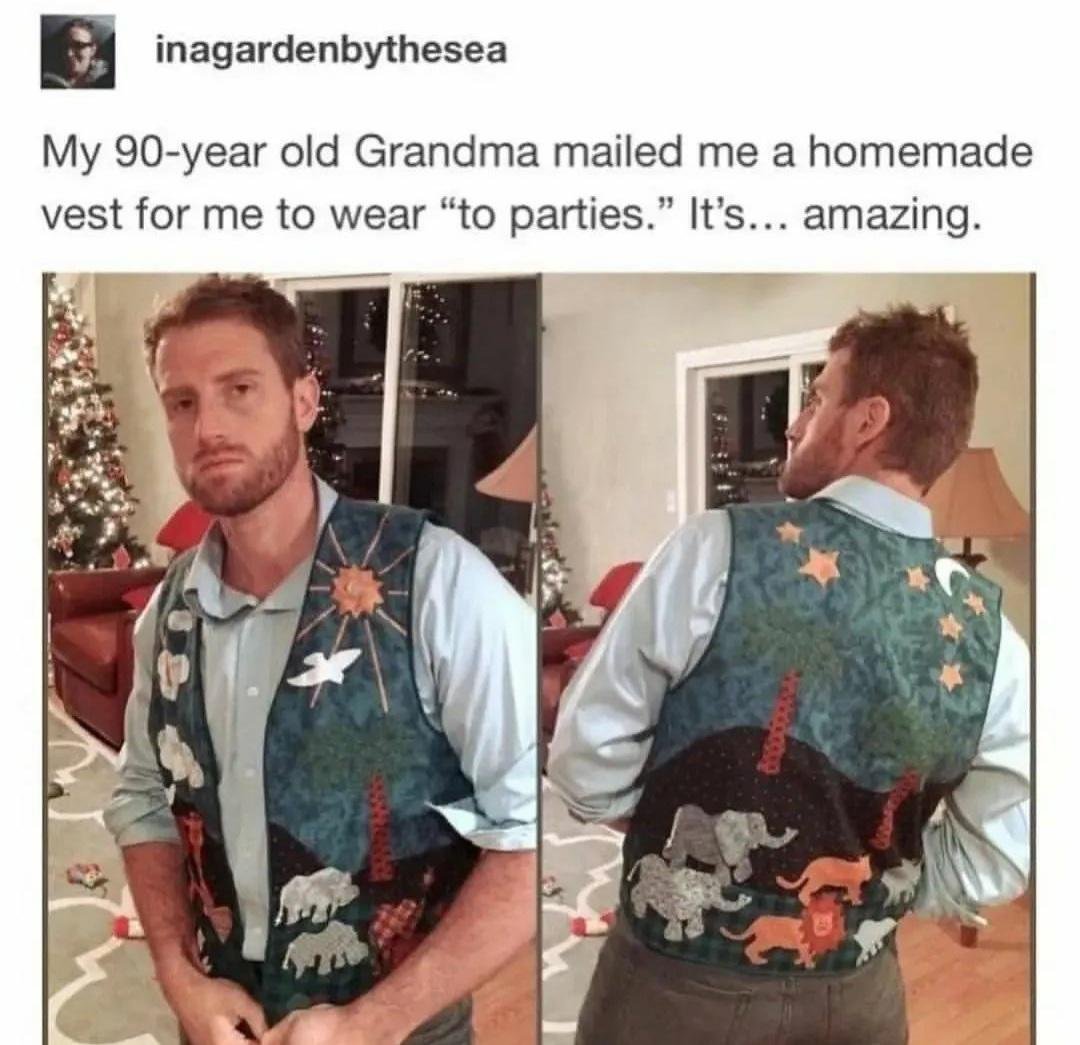 inagardenbythesea
My 90-year old Grandma mailed me a homemade
vest for me to wear “to parties.” It’s... amazing.